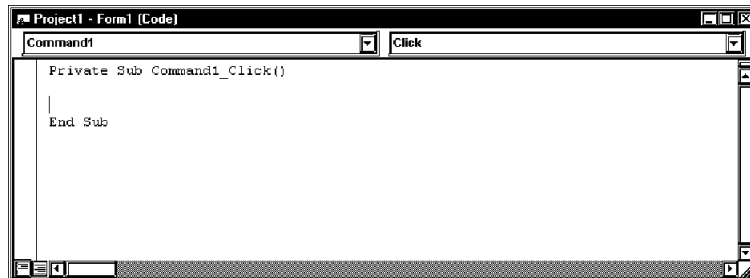 Project1 - Form1 (Code)
Command1 Click
Private Sub Command1_Click()
End Sub